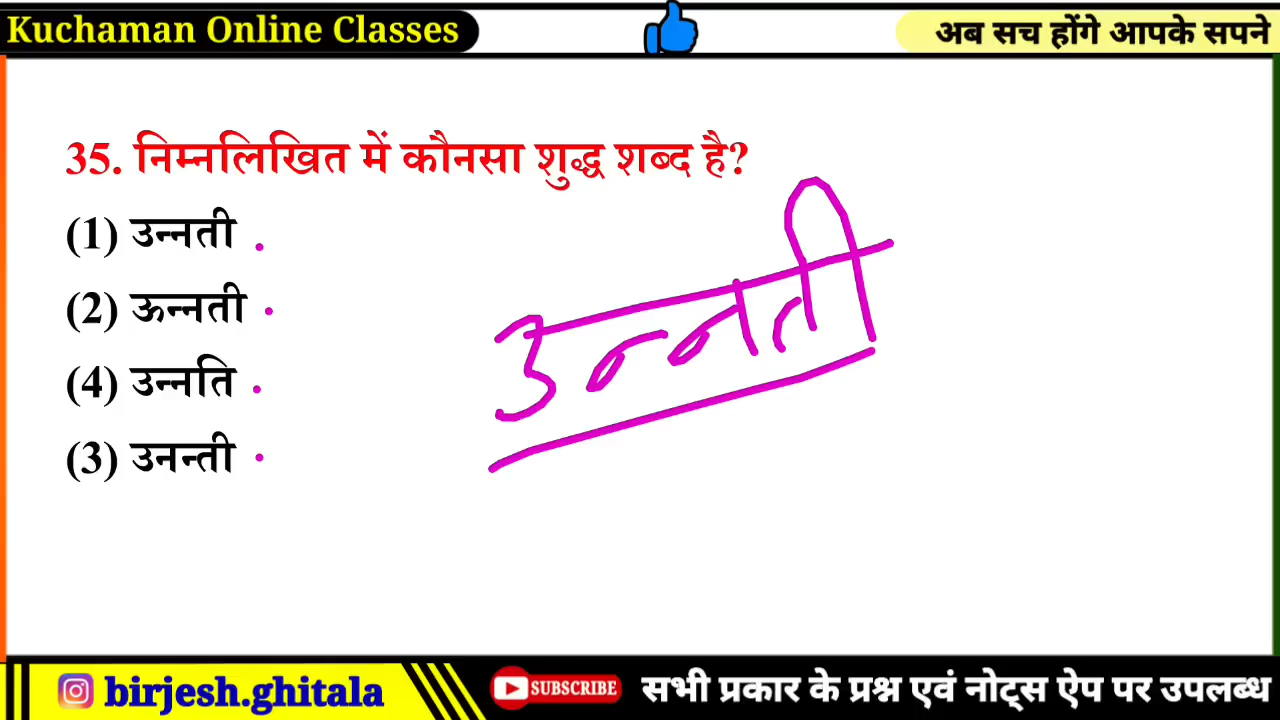 Kuchaman Online Classes
अब सच होंगे आपके सपने
35. निम्नलिखित में कौनसा शुद्ध शब्द है?
(1) उन्नती
(2) ऊन्नती
(4) उन्नति
(3) उनन्ती
उन्नती
birjesh.ghitala
SUBSCRIBE
सभी प्रकार के प्रश्न एवं नोट्स ऐप पर उपलब्ध